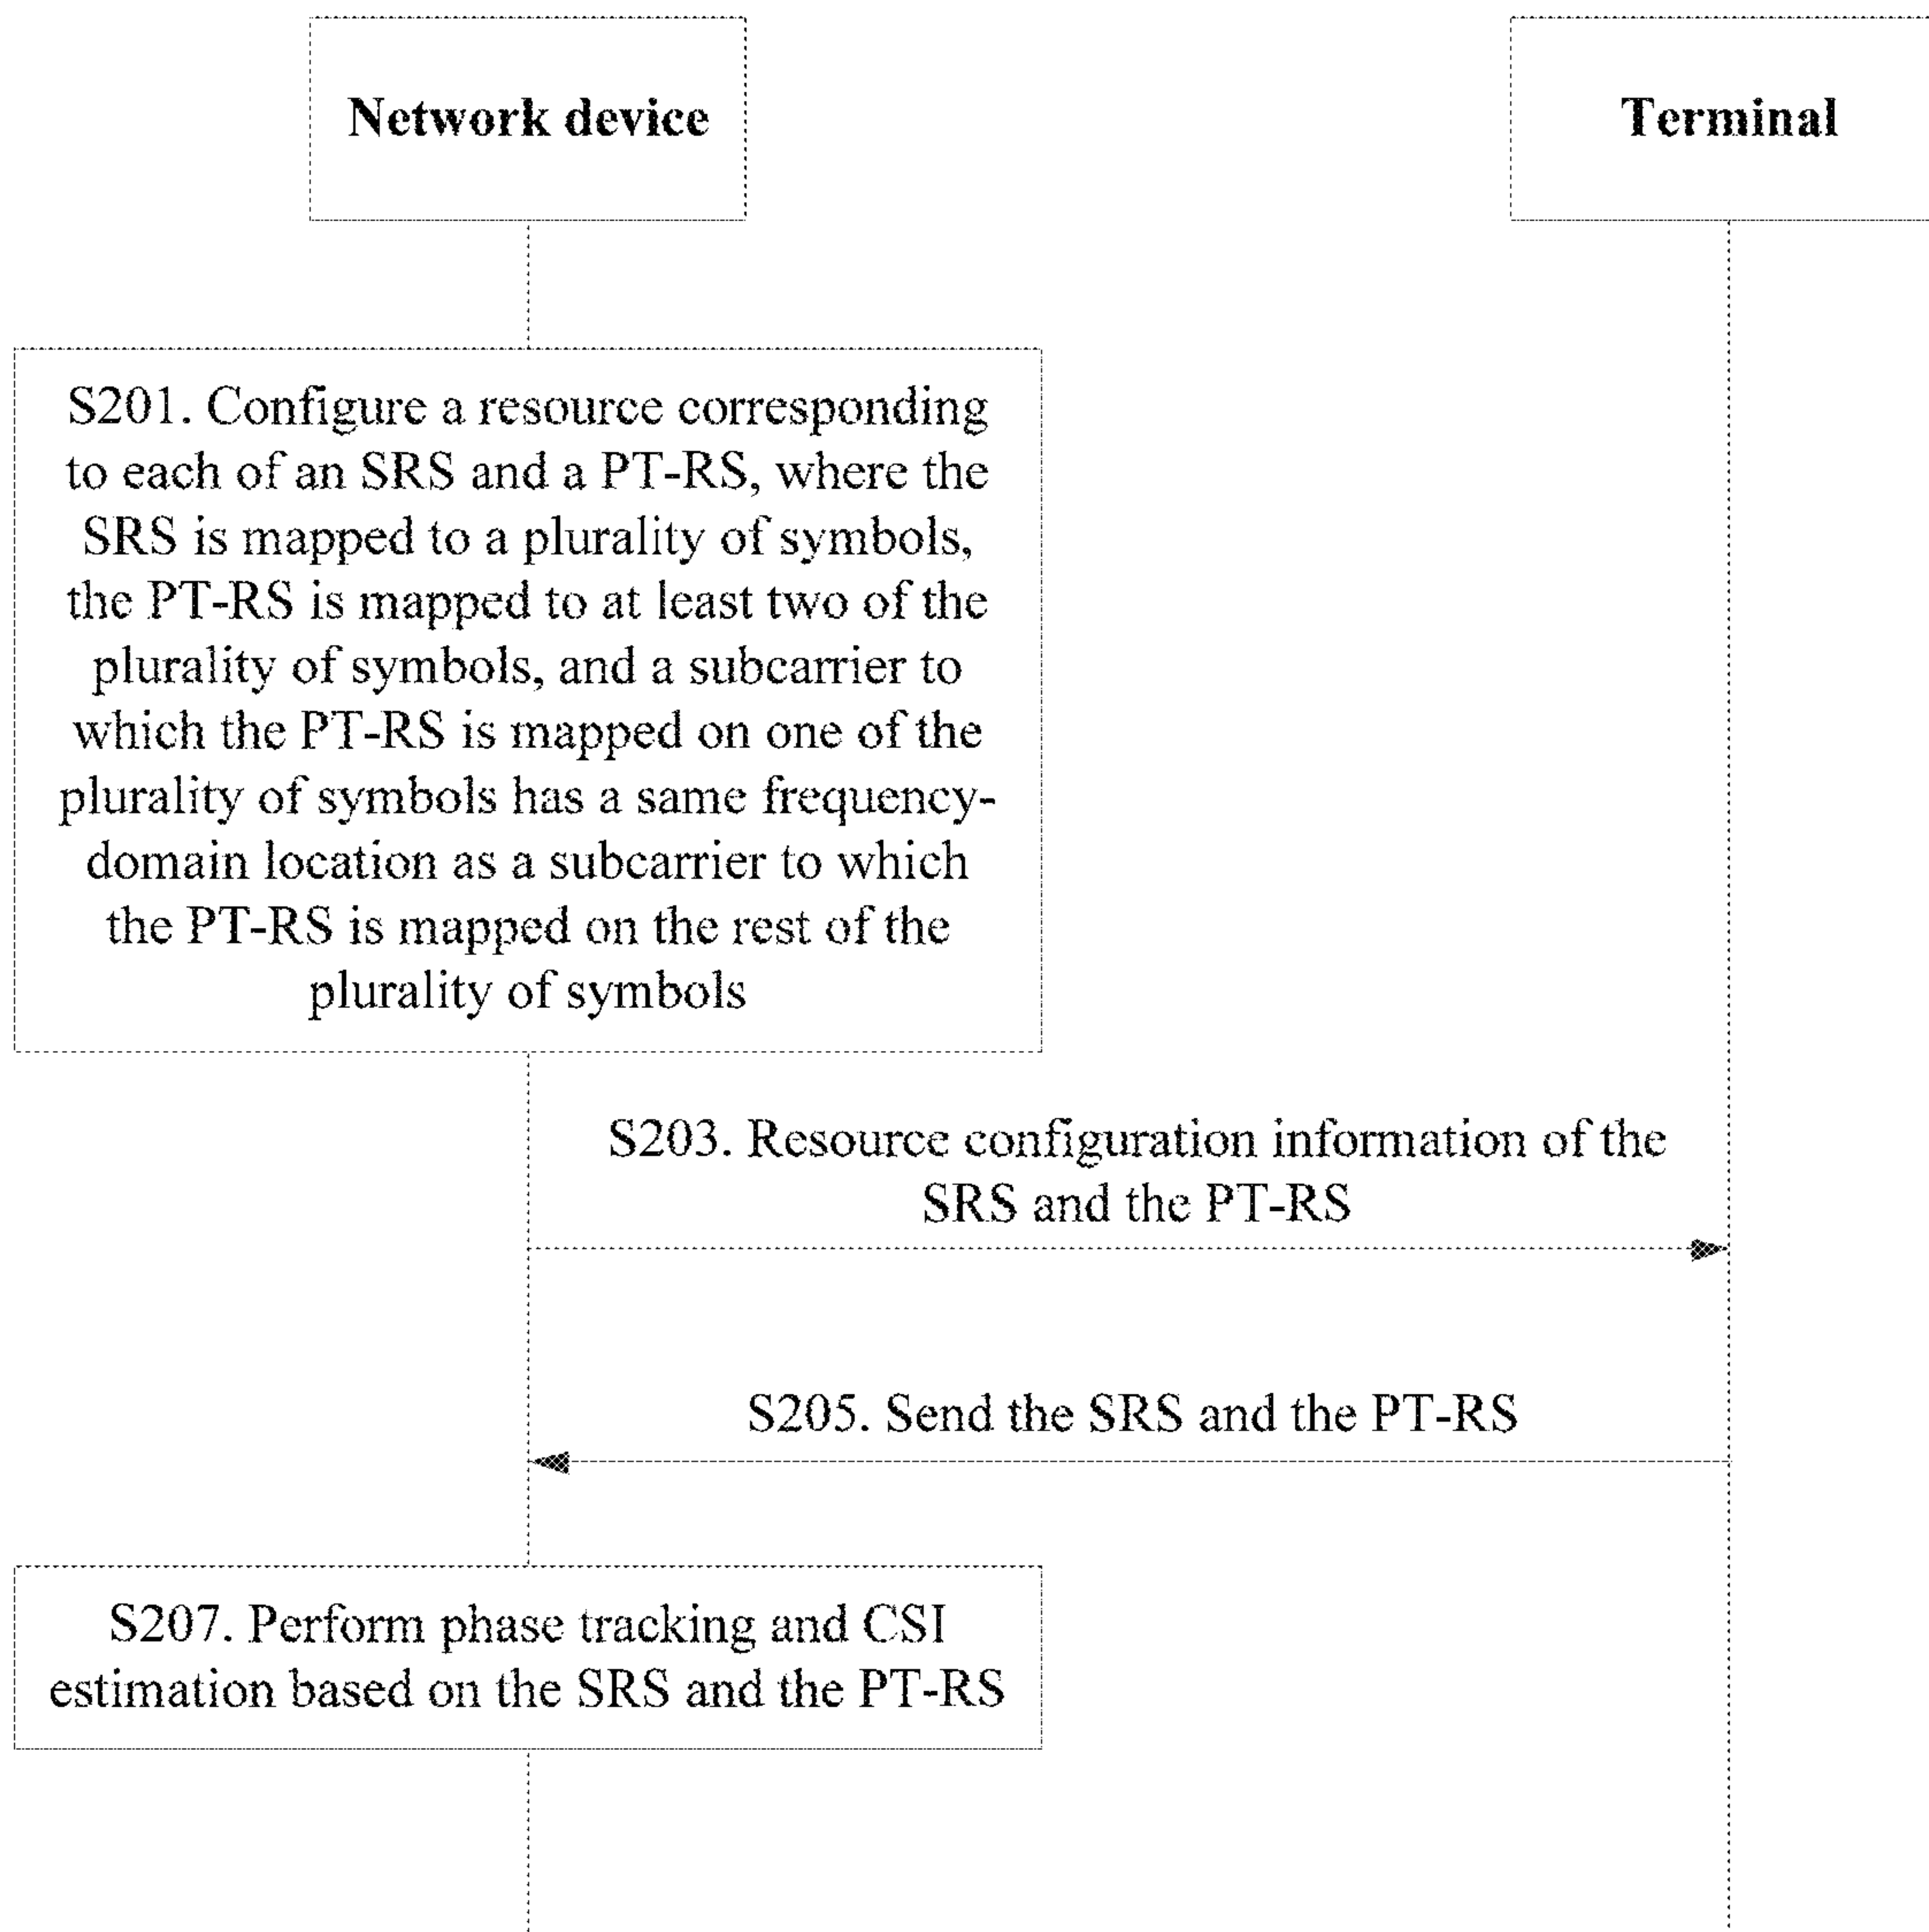 Network device
Terminal
S201. Configure a resource corresponding
to each of an SRS and a PT-RS, where the
SRS is mapped to a plurality of symbols,
the PT-RS is mapped to at least two of the
plurality of symbols, and a subcarrier to
which the PT-RS is mapped on one of the
plurality of symbols has a same frequency-
domain location as a subcarrier to which
the PT-RS is mapped on the rest of the
plurality of symbols
S203. Resource configuration information of the
SRS and the PT-RS
S205. Send the SRS and the PT-RS
S207. Perform phase tracking and CSI
estimation based on the SRS and the PT-RS